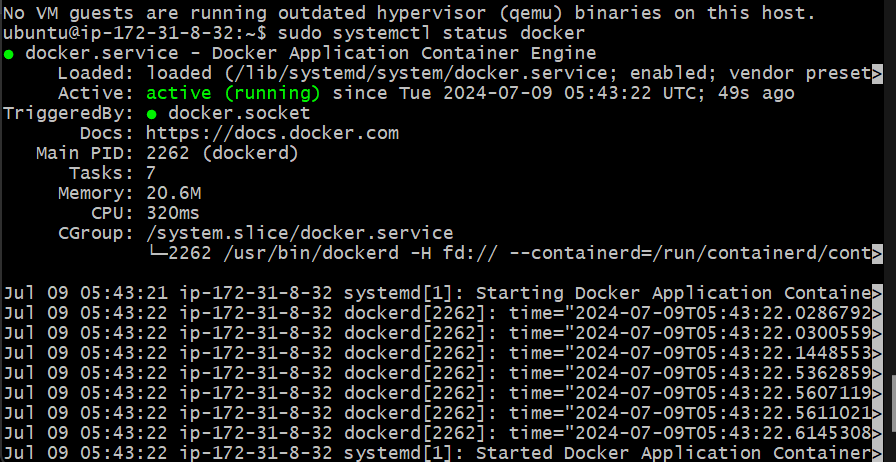 No VM guests are running outdated hypervisor (qemu) binaries on this host.
ubuntu@ip-172-31-8-32:~$ sudo systemctl status docker
● docker.service - Docker Application Container Engine
     Loaded: loaded (/lib/systemd/system/docker.service; enabled; vendor preset>
     Active: active (running) since Tue 2024-07-09 05:43:22 UTC; 49s ago
TriggeredBy: ● docker.socket
       Docs: https://docs.docker.com
   Main PID: 2262 (dockerd)
      Tasks: 7
     Memory: 20.6M
        CPU: 320ms
     CGroup: /system.slice/docker.service
             └─2262 /usr/bin/dockerd -H fd:// --containerd=/run/containerd/cont>
Jul 09 05:43:21 ip-172-31-8-32 systemd[1]: Starting Docker Application Containe>
Jul 09 05:43:22 ip-172-31-8-32 dockerd[2262]: time="2024-07-09T05:43:22.0286792>
Jul 09 05:43:22 ip-172-31-8-32 dockerd[2262]: time="2024-07-09T05:43:22.0300559>
Jul 09 05:43:22 ip-172-31-8-32 dockerd[2262]: time="2024-07-09T05:43:22.1448553>
Jul 09 05:43:22 ip-172-31-8-32 dockerd[2262]: time="2024-07-09T05:43:22.5362859>
Jul 09 05:43:22 ip-172-31-8-32 dockerd[2262]: time="2024-07-09T05:43:22.5607119>
Jul 09 05:43:22 ip-172-31-8-32 dockerd[2262]: time="2024-07-09T05:43:22.5611021>
Jul 09 05:43:22 ip-172-31-8-32 dockerd[2262]: time="2024-07-09T05:43:22.6145308>
Jul 09 05:43:22 ip-172-31-8-32 systemd[1]: Started Docker Application Container>